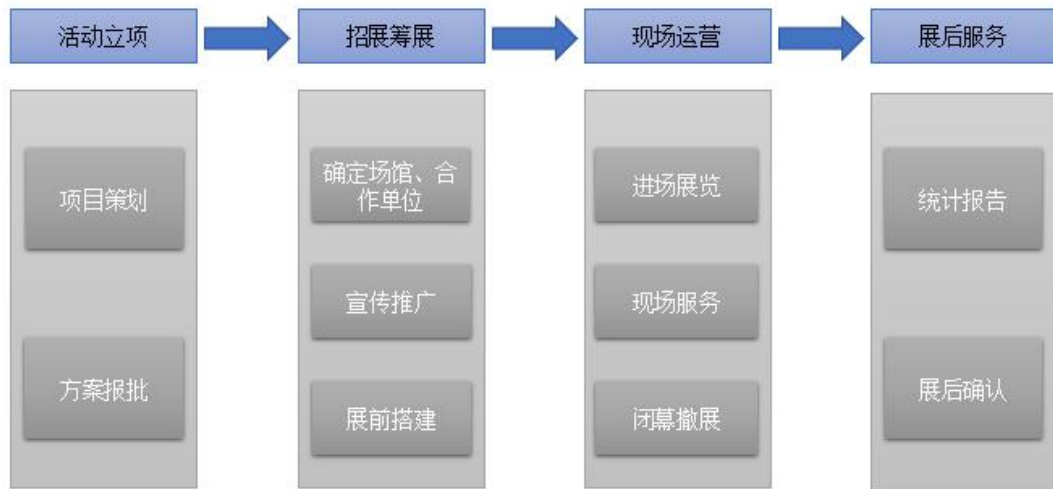 活动立项
招展筹展
现场运营
展后服务
项目策划
方案报批
确定场馆、合
作单位
宣传推广
展前搭建
进场展览
现场服务
闭幕撤展
统计报告
展后确认